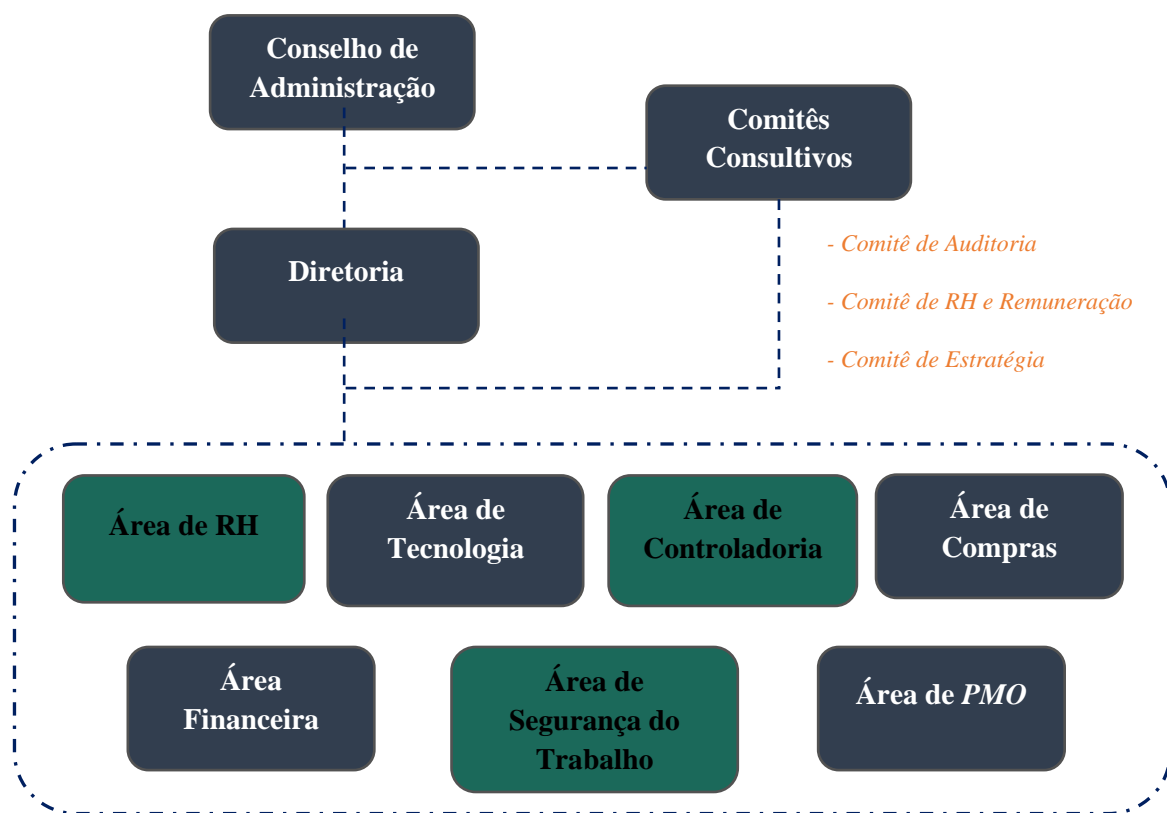 Conselho de
Administração
Comitês
Consultivos
- Comitê de Auditoria
Diretoria
- Comitê de RH e Remuneração
- Comitê de Estratégia
Área de RH
Área de
Tecnologia
Área de
Controladoria
Área de
Compras
Área
Financeira
Área de
Segurança do
Trabalho
Área de PMO